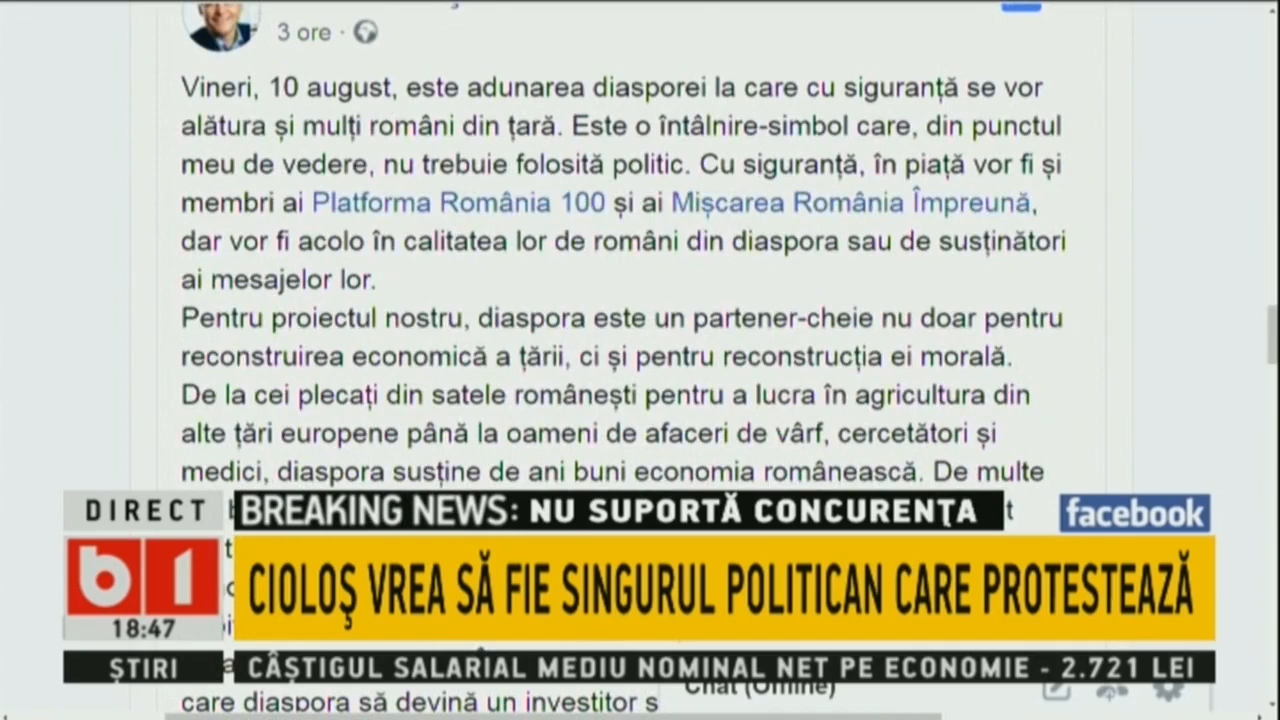 3 ore ·
Vineri, 10 august, este adunarea diasporei la care cu siguranță se vor
alătura și mulți români din țară. Este o întâlnire-simbol care, din punctul
meu de vedere, nu trebuie folosită politic. Cu siguranță, în piață vor fi și
membri ai Platforma România 100 și ai Mișcarea România Împreună,
dar vor fi acolo în calitatea lor de români din diaspora sau de susținători
ai mesajelor lor.
Pentru proiectul nostru, diaspora este un partener-cheie nu doar pentru
reconstruirea economică a țării, ci și pentru reconstrucția ei morală.
De la cei plecați din satele românești pentru a lucra în agricultura din
alte țări europene până la oameni de afaceri de vârf, cercetători și
medici, diaspora susține de ani buni economia românească. De multe
DIRECT
BREAKING NEWS: NU SUPORTĂ CONCURENŢA
facebook
b1
CIOLOŞ VREA SĂ FIE SINGURUL POLITICAN CARE PROTESTEAZĂ
18:47
ŞTIRI
CÂŞTIGUL SALARIAL MEDIU NOMINAL NET PE ECONOMIE - 2.721 LEI
Chat (Offline)
care diaspora să devină un investitor s